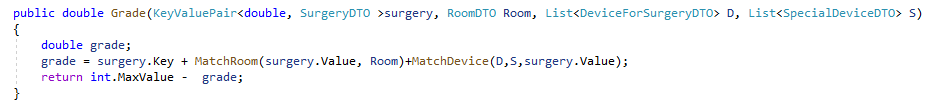 public double Grade(KeyValuePair<double, SurgeryDTO >surgery, RoomDTO Room, List<DeviceForSurgeryDTO> D, List<SpecialDeviceDTO> S)
{
double grade;
grade = surgery.Key + MatchRoom(surgery.Value, Room)+MatchDevice(D,S,surgery.Value);
return int.MaxValue -  grade;
}